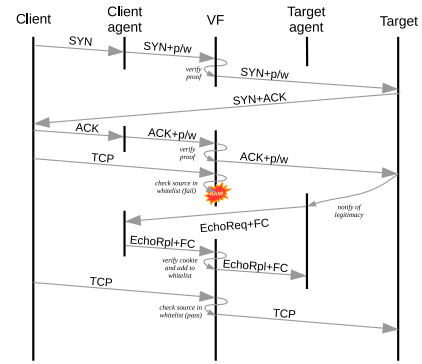 Client
Client
agent
VF
Target
agent
Target
SYN
SYN+p/w
verify
proof
SYN+p/w
SYN+ACK
ACK
ACK+p/w
verify
proof
ACK+p/w
TCP
check source in
whitelist (fail)
BAM!
notify of
legitimacy
EchoReq+FC
EchoRpl+FC
verify cookie
and add to
whitelist
EchoRpl+FC
TCP
check source in
whitelist (pass)
TCP